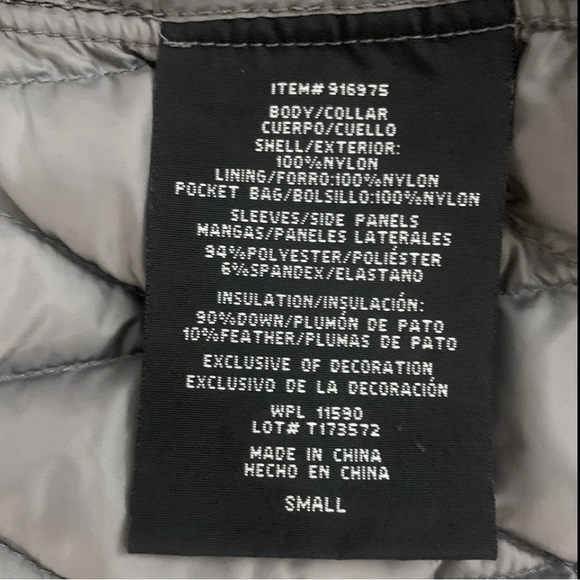 ITEM# 916975
BODY/COLLAR
CUERPO/CUELLO
SHELL/EXTERIOR:
100%NYLON
LINING/FORRO:100%NYLON
POCKET BAG/BOLSILLO:100%NYLON
SLEEVES/SIDE PANELS
MANGAS/PANELES LATERALES
94%POLYESTER/POLIÉSTER
6%SPANDEX/ELASTANO
INSULATION/INSULACIÓN:
90%DOWN/PLUMÓN DE PATO
10%FEATHER/PLUMAS DE PATO
EXCLUSIVE OF DECORATION
EXCLUSIVO DE LA DECORACIÓN
WPL 11590
LOT# T173572
MADE IN CHINA
HECHO EN CHINA
SMALL